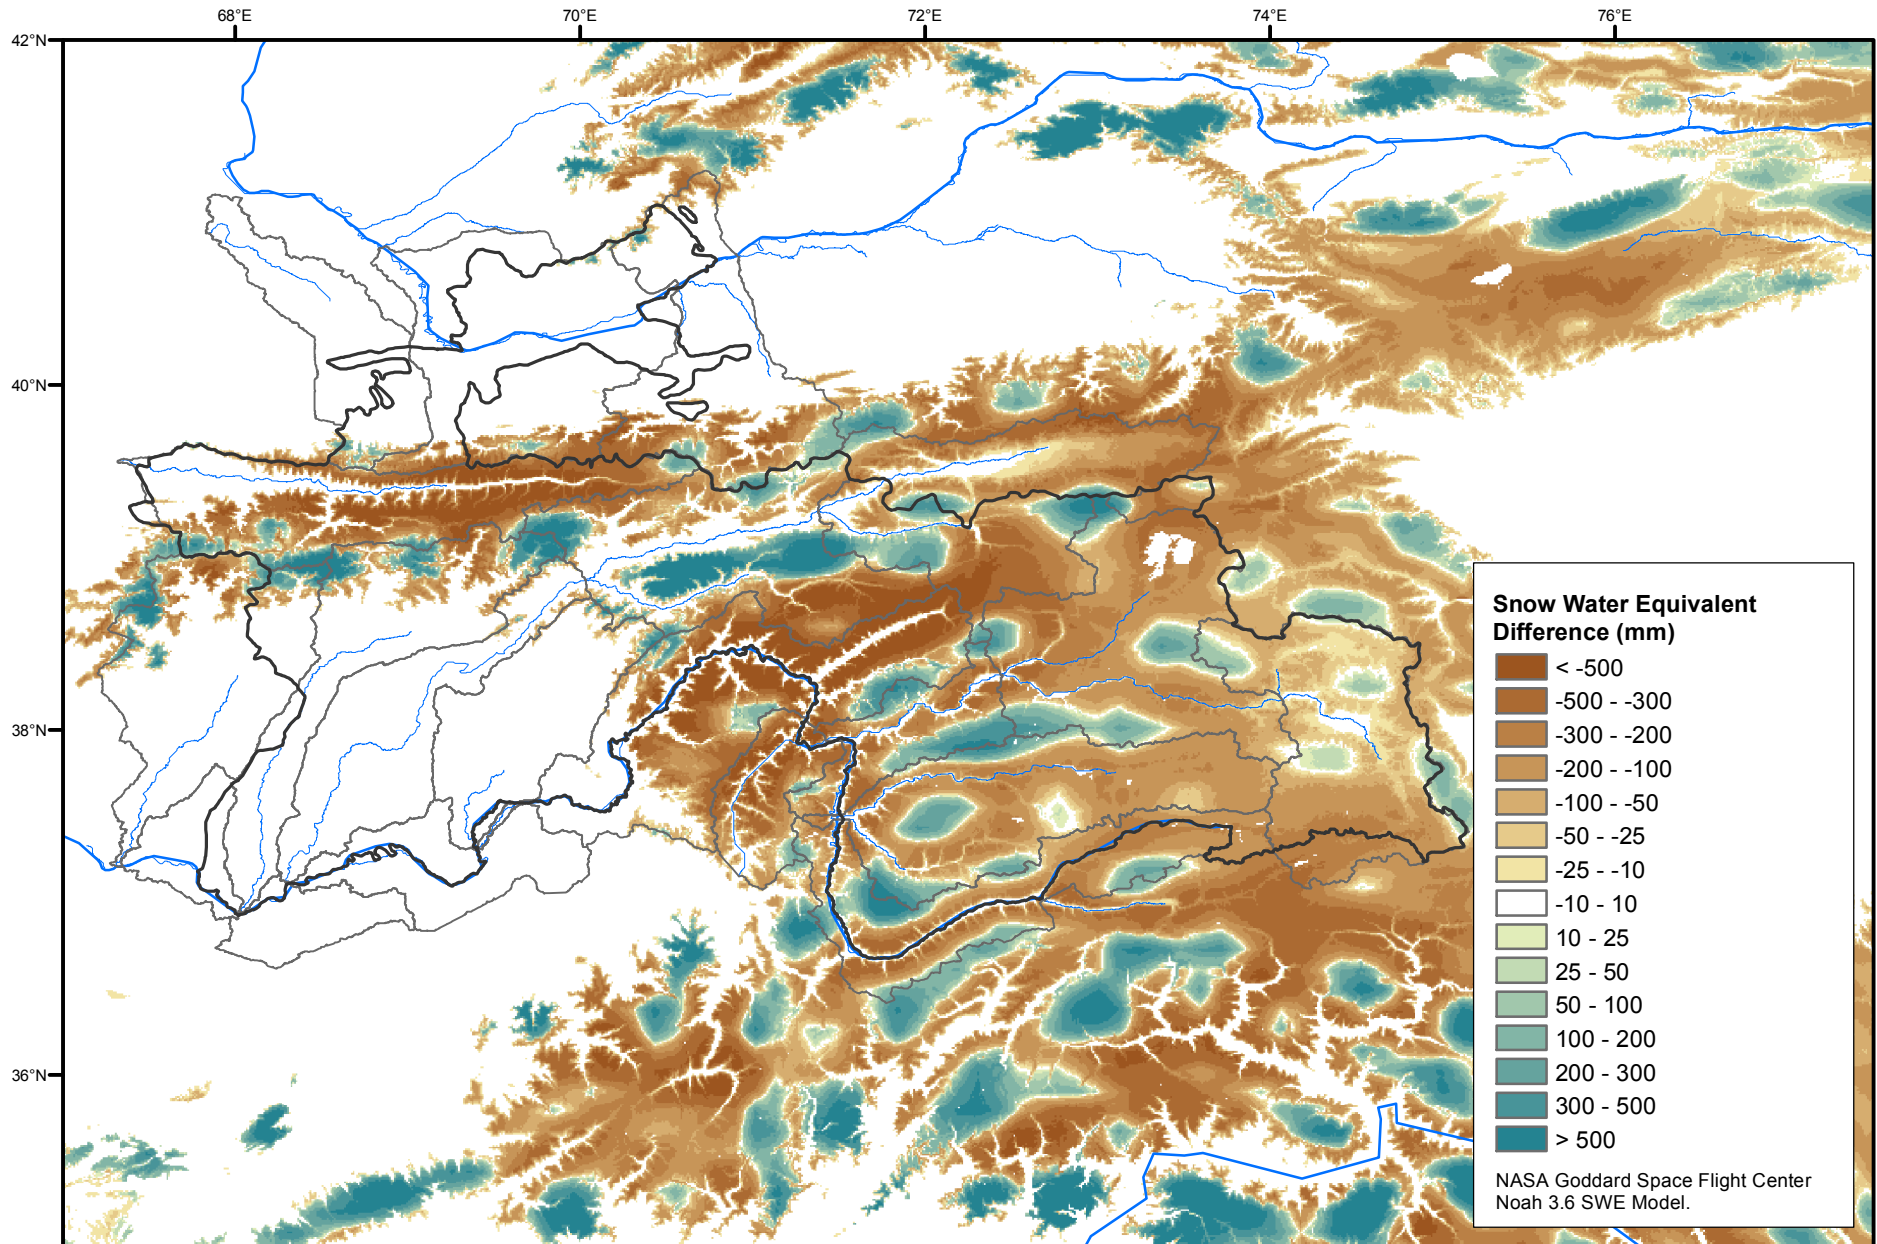 68°E 70°E 72°E 74°E 76°E
42°N
40°N
38°N
36°N
Snow Water Equivalent
Difference (mm)
< -500
-500 - -300
-300 - -200
-200 - -100
-100 - -50
-50 - -25
-25 - -10
-10 - 10
10 - 25
25 - 50
50 - 100
100 - 200
200 - 300
300 - 500
> 500
NASA Goddard Space Flight Center
Noah 3.6 SWE Model.